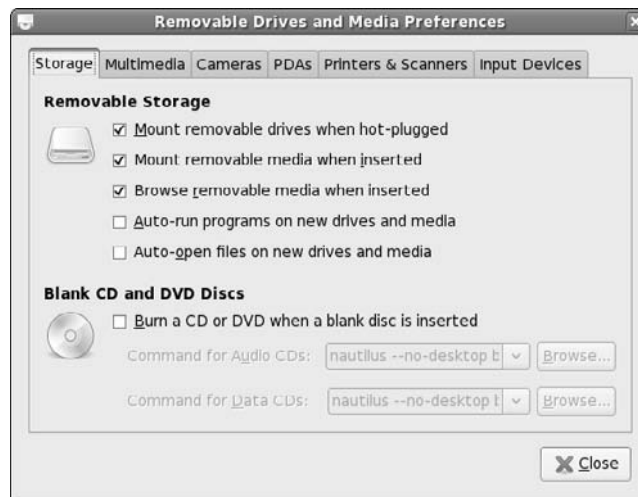 Removable Drives and Media Preferences
Storage Multimedia Cameras PDAs Printers & Scanners Input Devices
Removable Storage
Mount removable drives when hot-plugged
Mount removable media when inserted
Browse removable media when inserted
Auto-run programs on new drives and media
Auto-open files on new drives and media
Blank CD and DVD Discs
Burn a CD or DVD when a blank disc is inserted
Command for Audio CDs: nautilus --no-desktop b Browse...
Command for Data CDs: nautilus --no-desktop b Browse...
Close